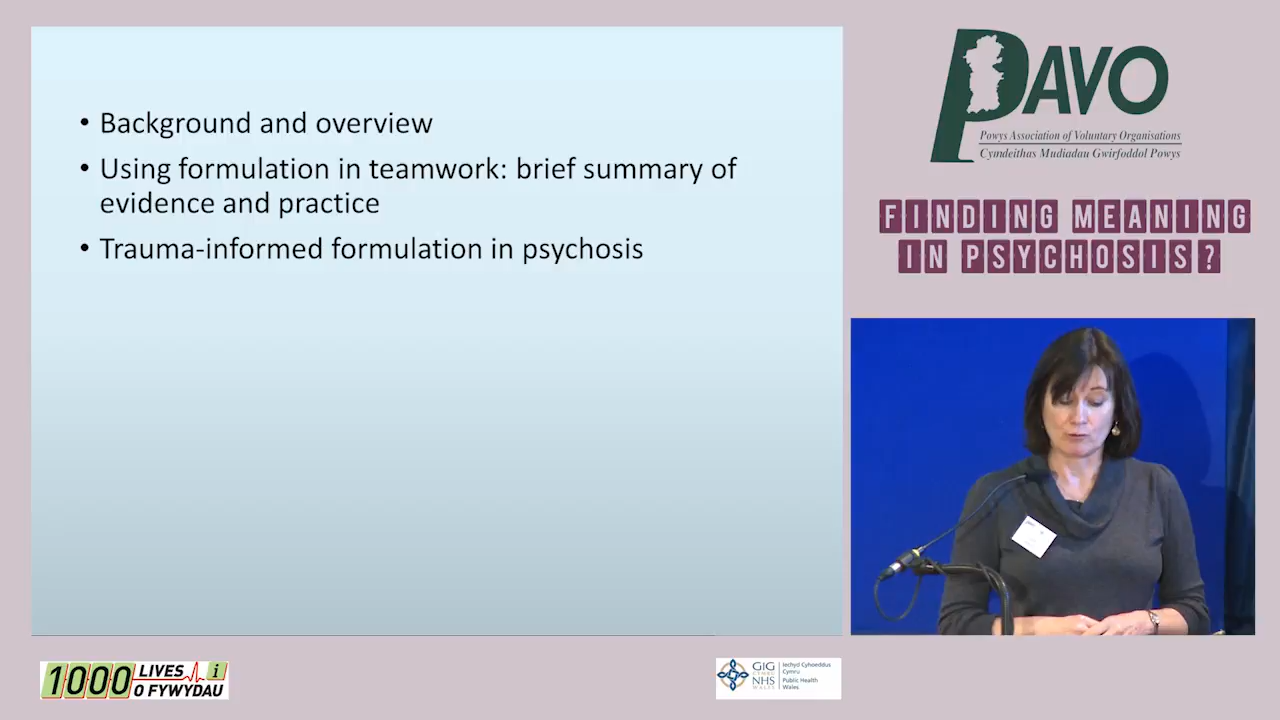 • Background and overview
• Using formulation in teamwork: brief summary of
evidence and practice
• Trauma-informed formulation in psychosis
PAVO
Powys Association of Voluntary Organisations
Cymdeithas Mudiadau Gwirfoddol Powys
FINDING MEANING
IN PSYCHOSIS?
1000 LIVES i
O FYWYDAU
GIG
CYMRU
NHS
WALES
Iechyd Cyhoeddus
Cymru
Public Health
Wales